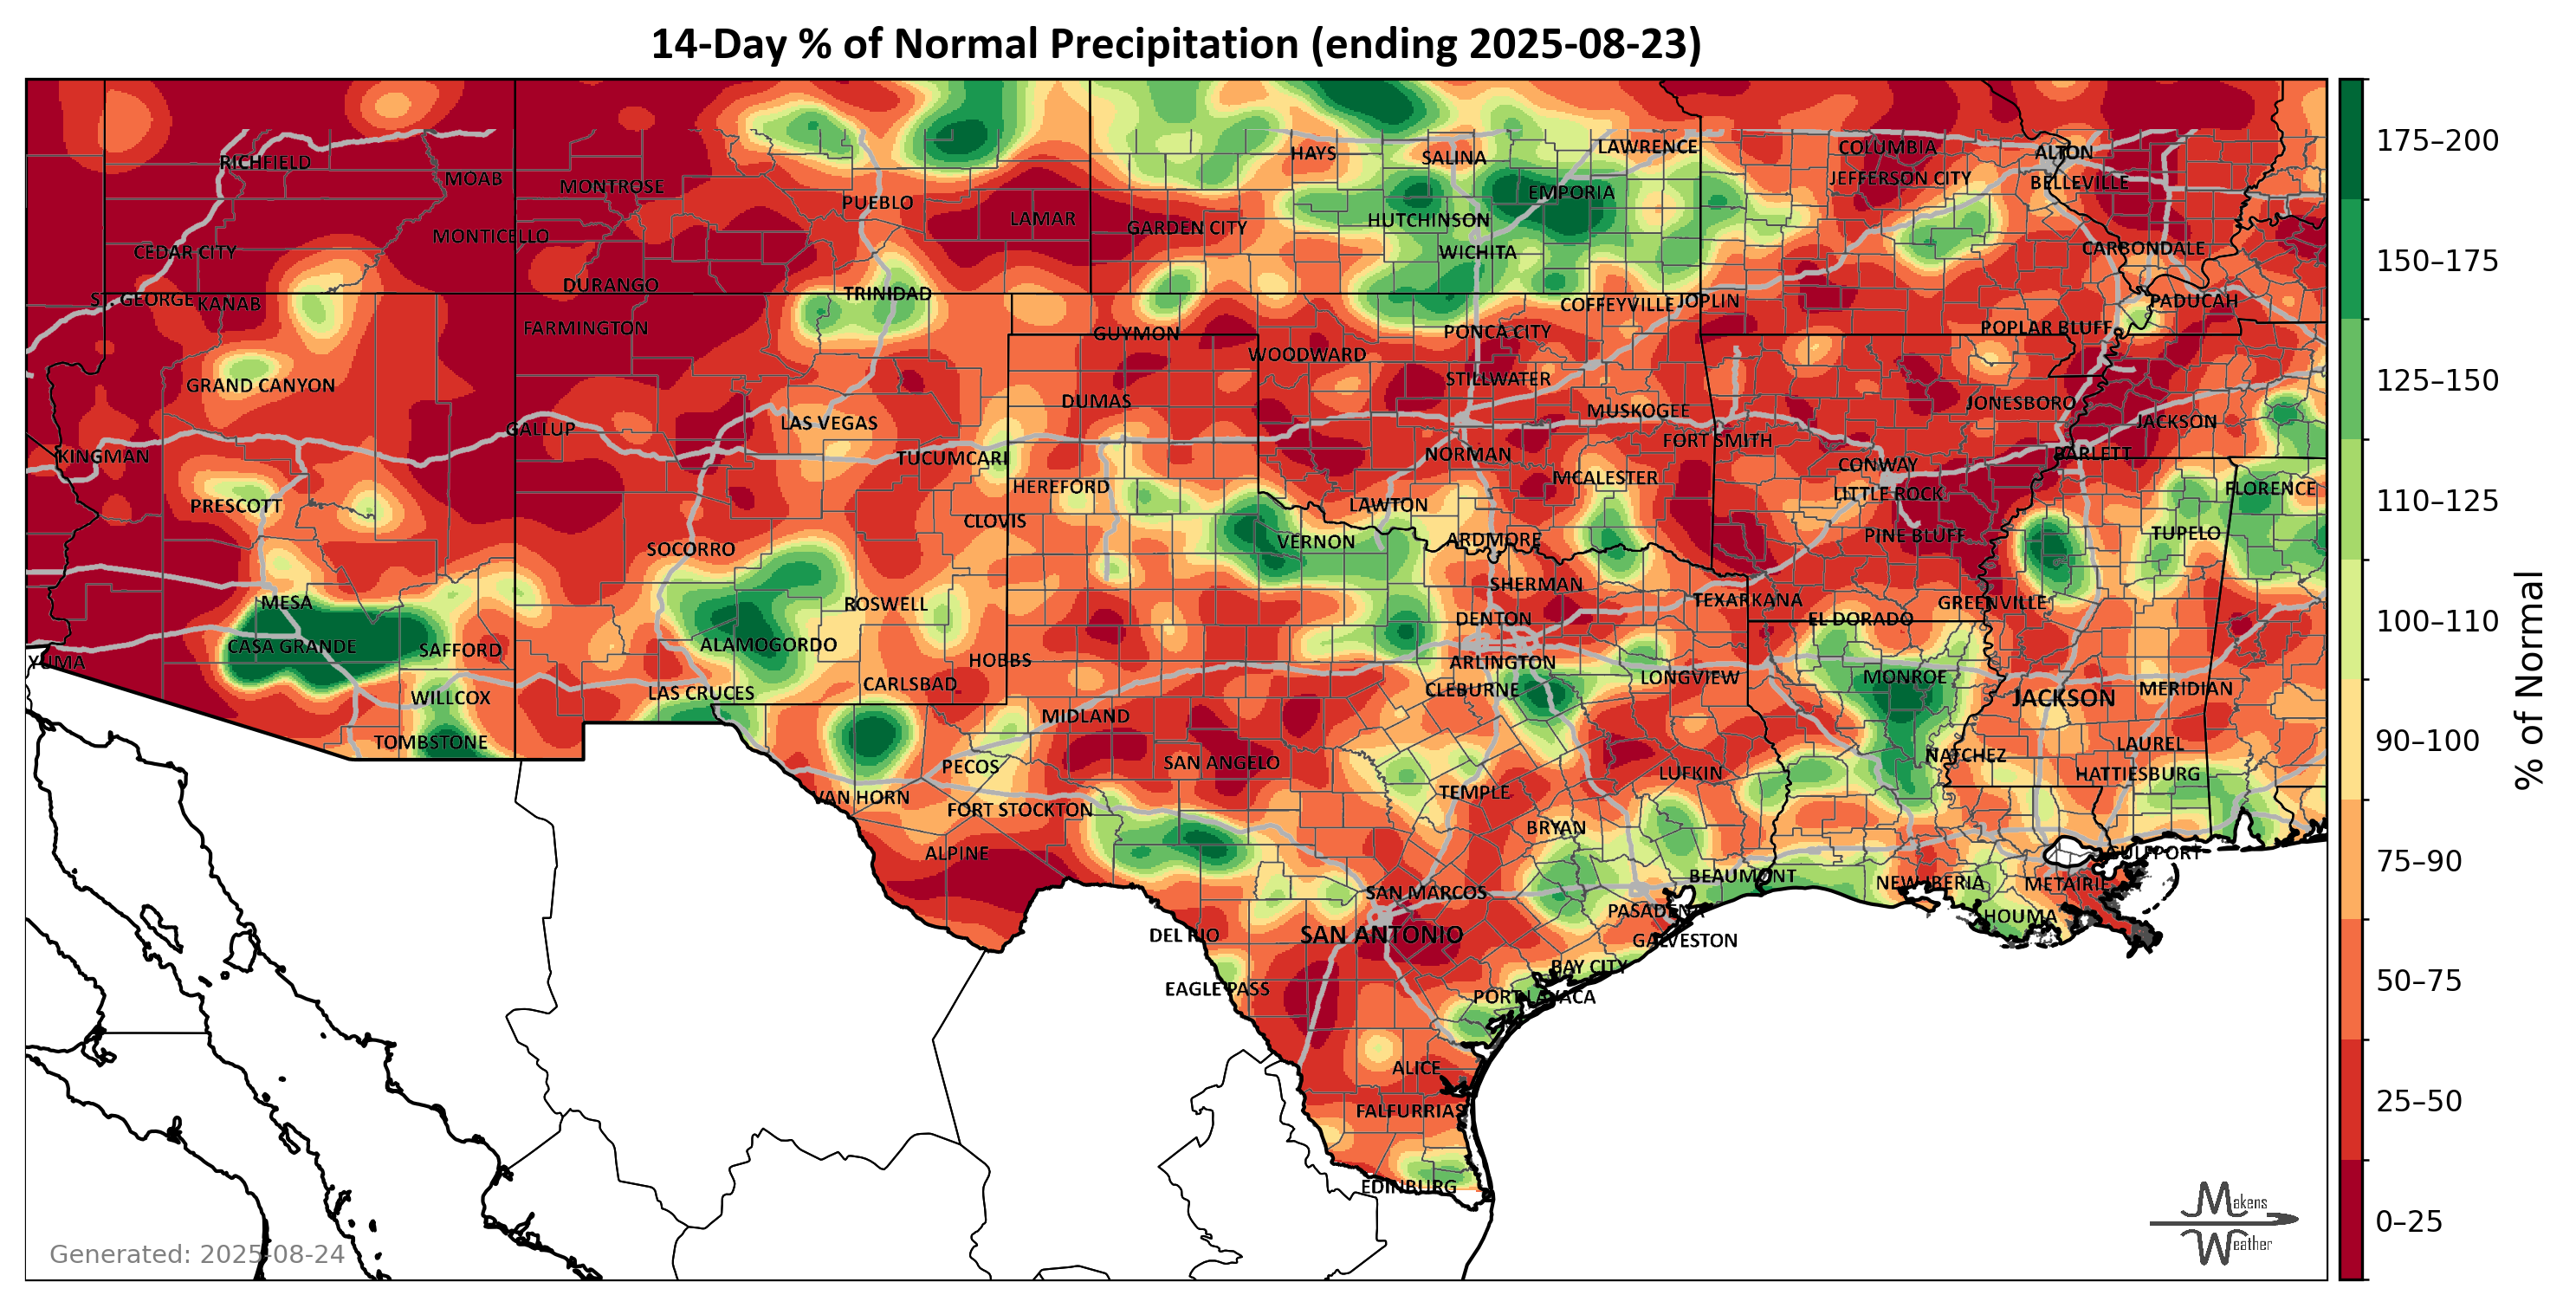 14-Day % of Normal Precipitation (ending 2025-08-23)
HAYS
SALINA
LAWRENCE
COLUMBIA
ALTON
RICHFIELD
MOAB
MONTROSE
PUEBLO
EMPORIA
JEFFERSON CITY
BELLEVILLE
LAMAR
GARDEN CITY
HUTCHINSON
MONTICELLO
CEDAR CITY
WICHITA
CARBONDALE
DURANGO
TRINIDAD
ST. GEORGE
KANAB
COFFEYVILLE
JOPLIN
PADUCAH
FARMINGTON
GUYMON
PONCA CITY
POPLAR BLUFF
WOODWARD
GRAND CANYON
STILLWATER
DUMAS
MUSKOGEE
JONESBORO
LAS VEGAS
JACKSON
GALLUP
FORT SMITH
KINGMAN
TUCUMCARI
NORMAN
BARLETT
CONWAY
HEREFORD
MCALESTER
LITTLE ROCK
FLORENCE
PRESCOTT
LAWTON
CLOVIS
PINE BLUFF
TUPELO
SOCORRO
VERNON
ARDMORE
SHERMAN
MESA
ROSWELL
TEXARKANA
GREENVILLE
DENTON
EL DORADO
CASA GRANDE
SAFFORD
ALAMOGORDO
YUMA
HOBBS
ARLINGTON
LONGVIEW
MONROE
WILLCOX
LAS CRUCES
CARLSBAD
CLEBURNE
JACKSON
MERIDIAN
MIDLAND
TOMBSTONE
LAUREL
PECOS
SAN ANGELO
NATCHEZ
LUFKIN
HATTIESBURG
VAN HORN
FORT STOCKTON
TEMPLE
BRYAN
ALPINE
GULFPORT
BEAUMONT
NEW IBERIA
METAIRIE
SAN MARCOS
PASADENA
HOUMA
DEL RIO
SAN ANTONIO
GALVESTON
BAY CITY
EAGLE PASS
PORT LAVACA
ALICE
FALFURRIAS
EDINBURG
175–200
150–175
125–150
110–125
100–110
90–100
75–90
50–75
25–50
0–25
% of Normal
Makens
Weather
Generated: 2025-08-24